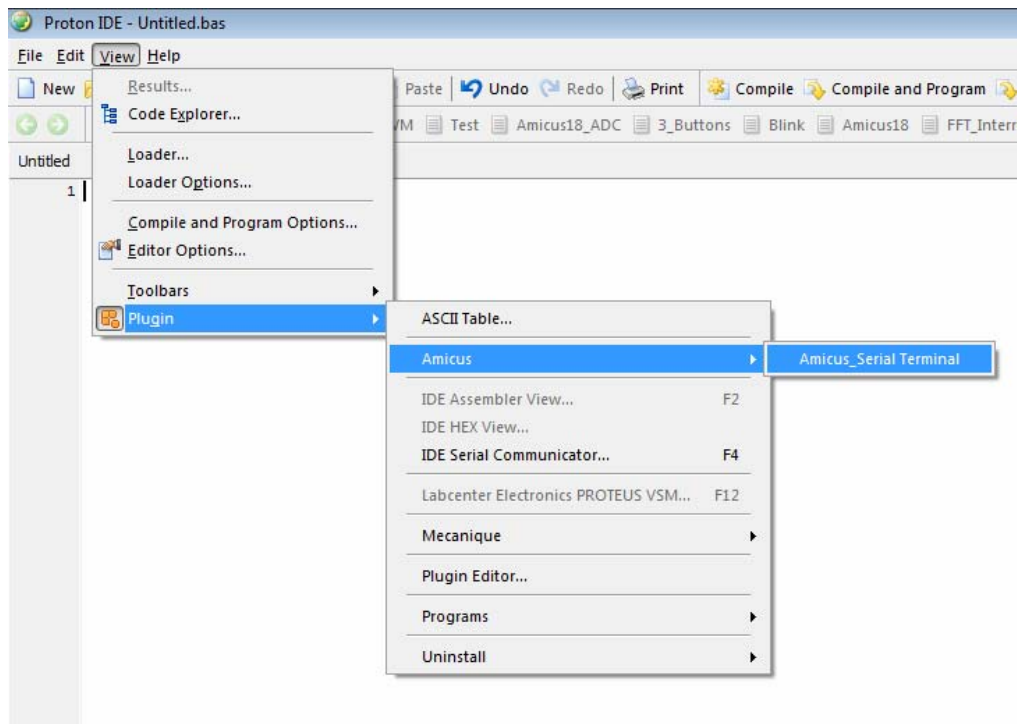 Proton IDE - Untitled.bas
File Edit View Help
New Paste Undo Redo Print Compile Compile and Program
Results...
Code Explorer...
Loader...
Loader Options...
Compile and Program Options...
Editor Options...
Toolbars
Plugin
VM Test Amicus18_ADC 3_Buttons Blink Amicus18 FFT_Interr
Untitled
1
ASCII Table...
Amicus
Amicus_Serial Terminal
IDE Assembler View... F2
IDE HEX View...
IDE Serial Communicator... F4
Labcenter Electronics PROTEUS VSM... F12
Mecanique
Plugin Editor...
Programs
Uninstall